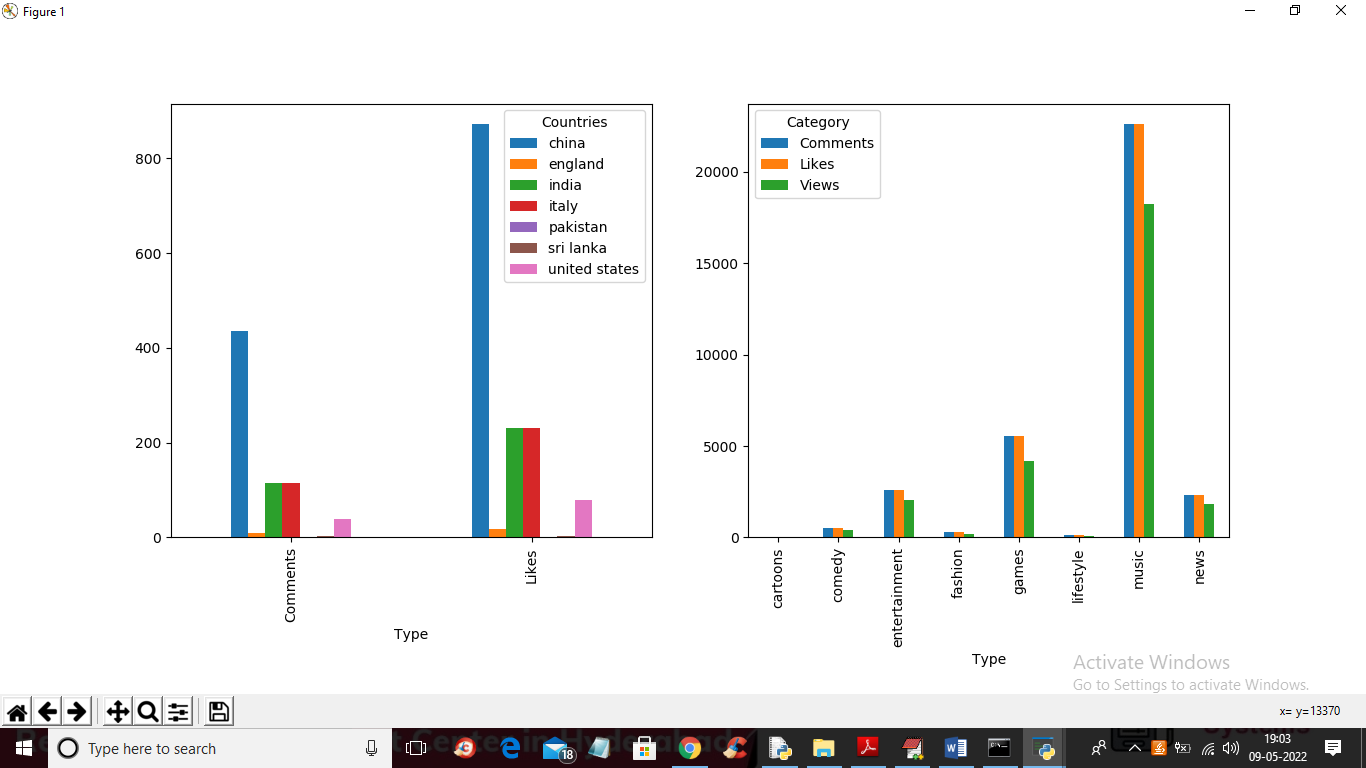 Figure 1
Countries
china
england
india
italy
pakistan
sri lanka
united states
800
600
400
200
0
Comments
Likes
Type
Category
Comments
Likes
Views
20000
15000
10000
5000
0
cartoons
comedy
entertainment
fashion
games
lifestyle
music
news
Type
Activate Windows
Go to Settings to activate Windows.
x= y=13370
Type here to search
18
19:03
09-05-2022